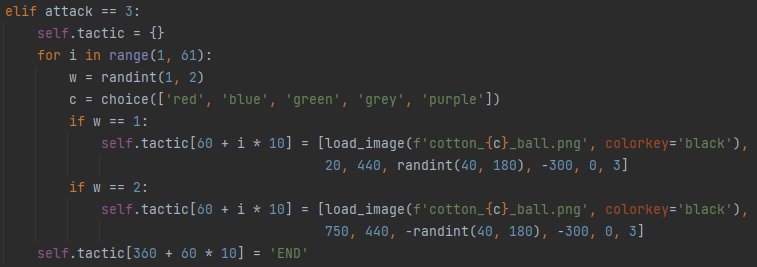 elif attack == 3:
    self.tactic = {}
    for i in range(1, 61):
        w = randint(1, 2)
        c = choice(['red', 'blue', 'green', 'grey', 'purple'])
        if w == 1:
            self.tactic[60 + i * 10] = [load_image(f'cotton_{c}_ball.png', colorkey='black'),
                                        20, 440, randint(40, 180), -300, 0, 3]
        if w == 2:
            self.tactic[60 + i * 10] = [load_image(f'cotton_{c}_ball.png', colorkey='black'),
                                        750, 440, -randint(40, 180), -300, 0, 3]
    self.tactic[360 + 60 * 10] = 'END'